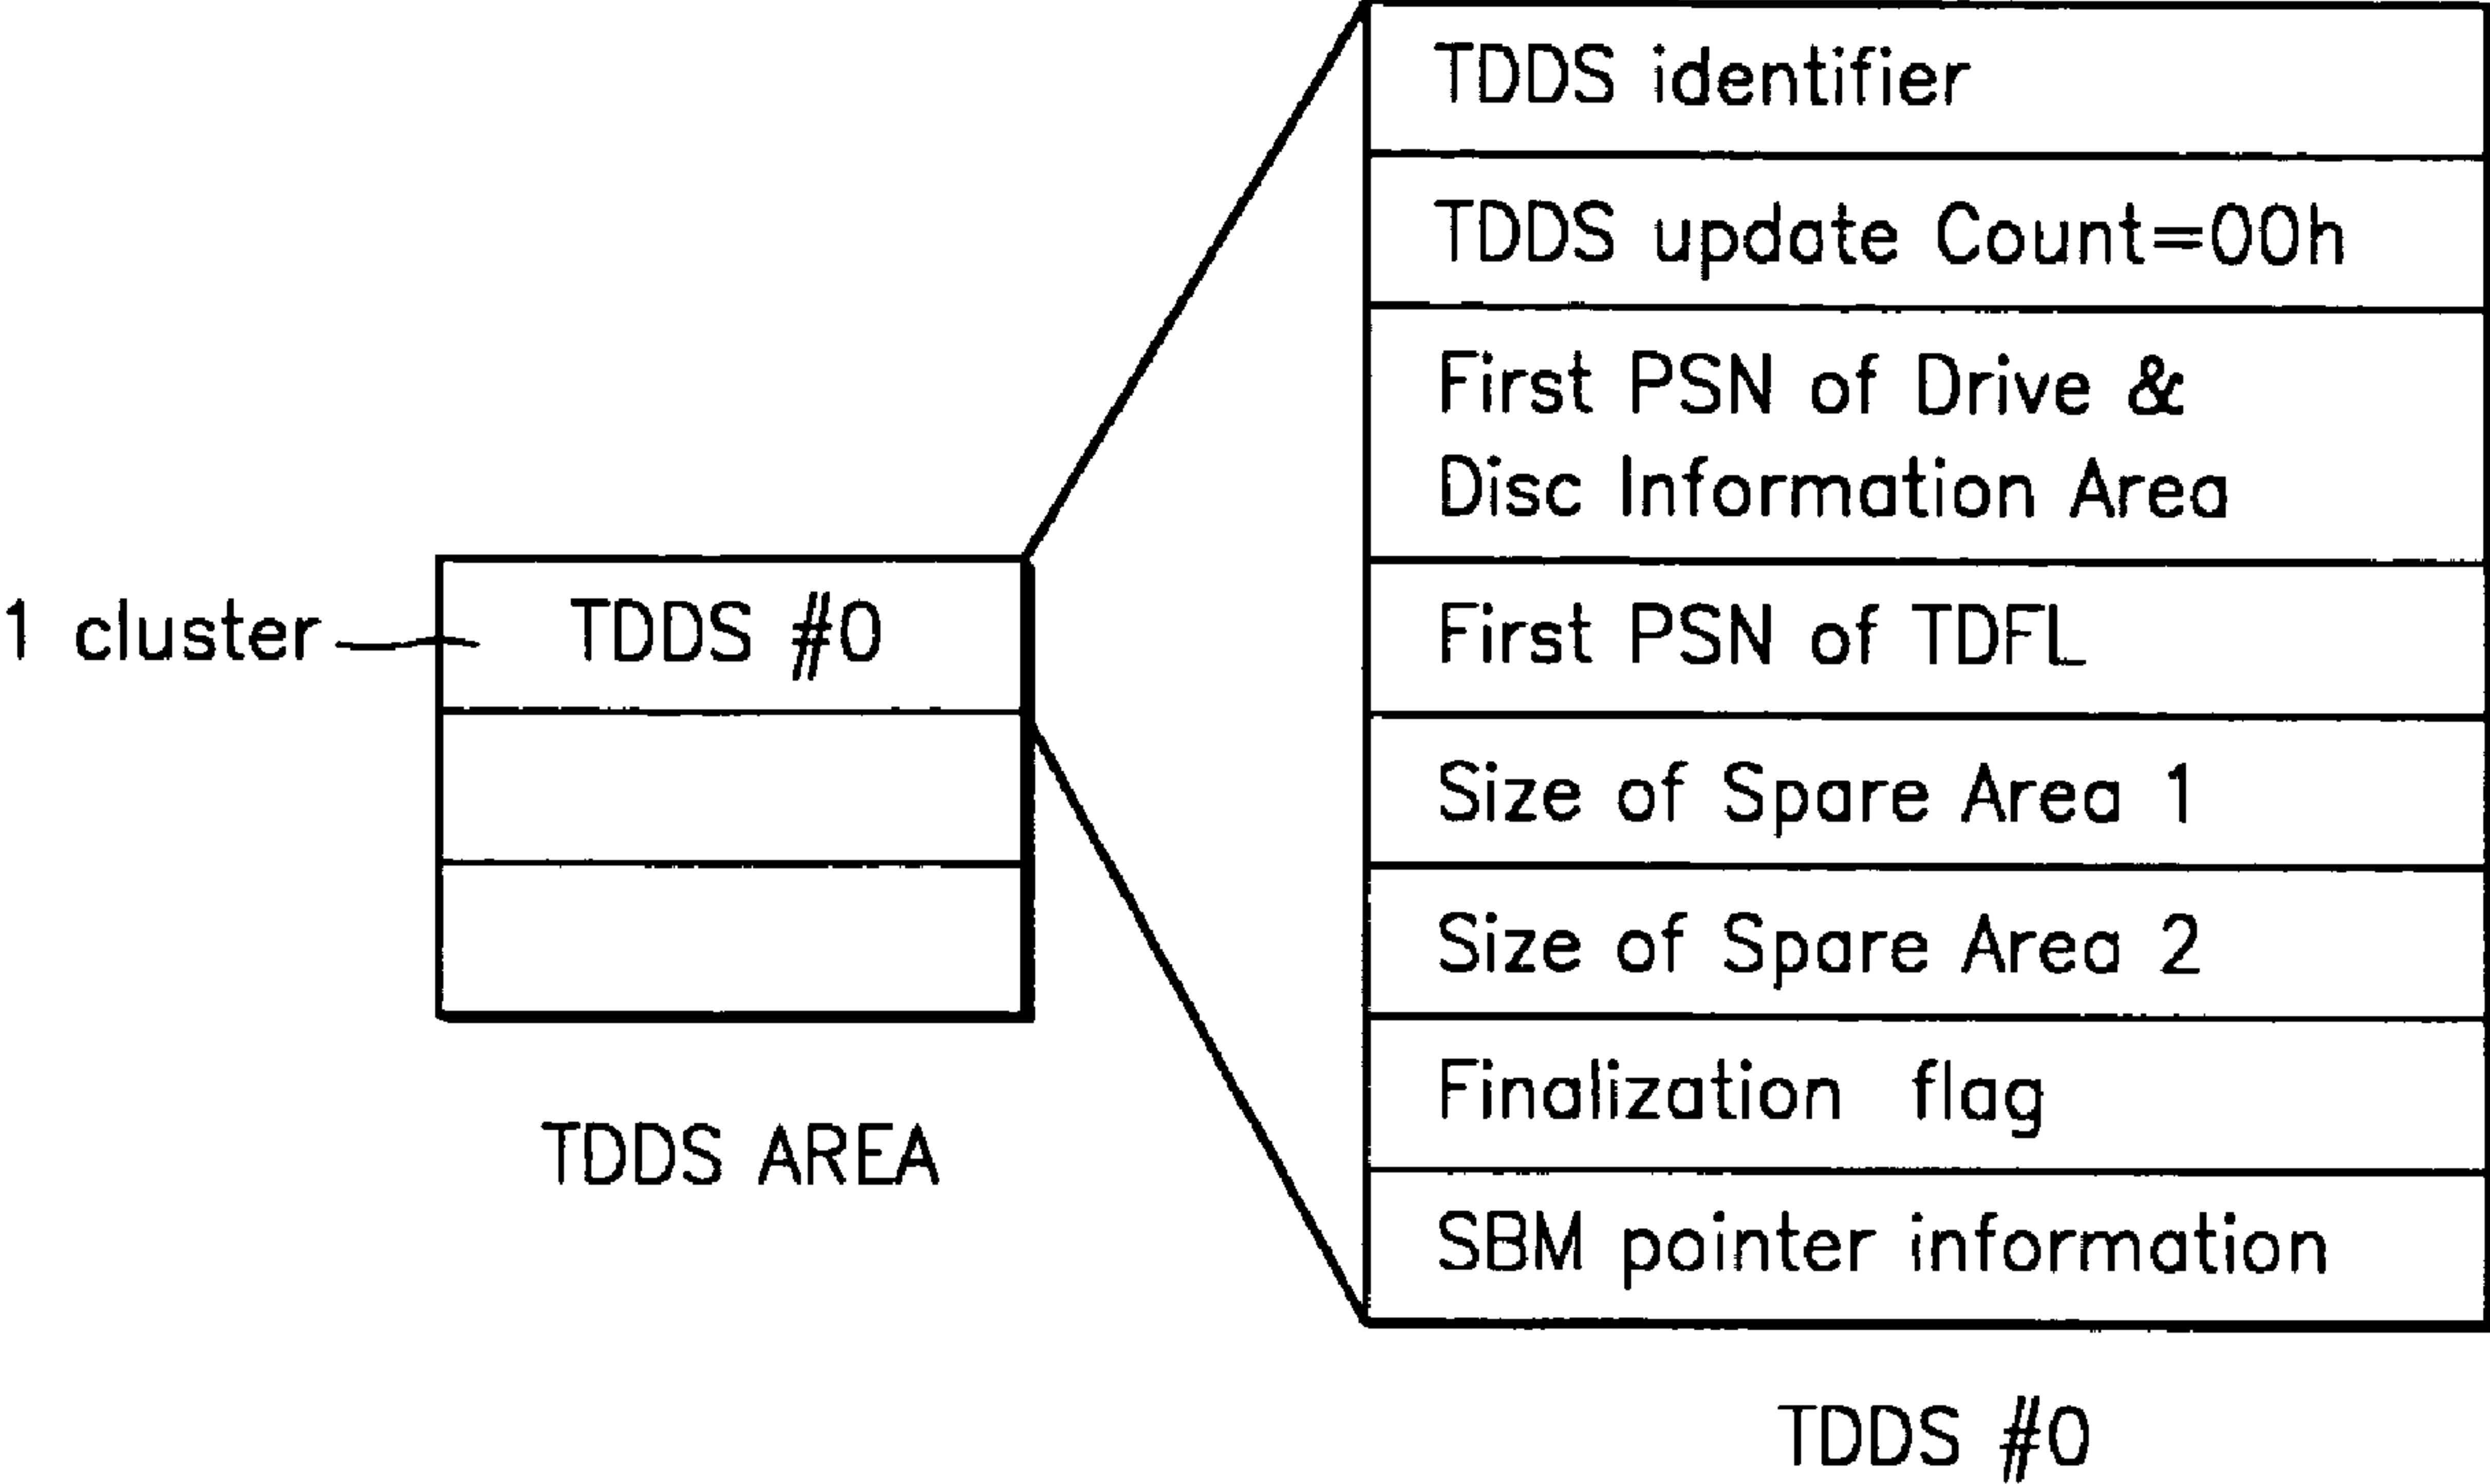 1 cluster
TDDS #0
TDDS AREA
TDDS identifier
TDDS update Count=00h
First PSN of Drive &
Disc Information Area
First PSN of TDFL
Size of Spare Area 1
Size of Spare Area 2
Finalization flag
SBM pointer information
TDDS #0